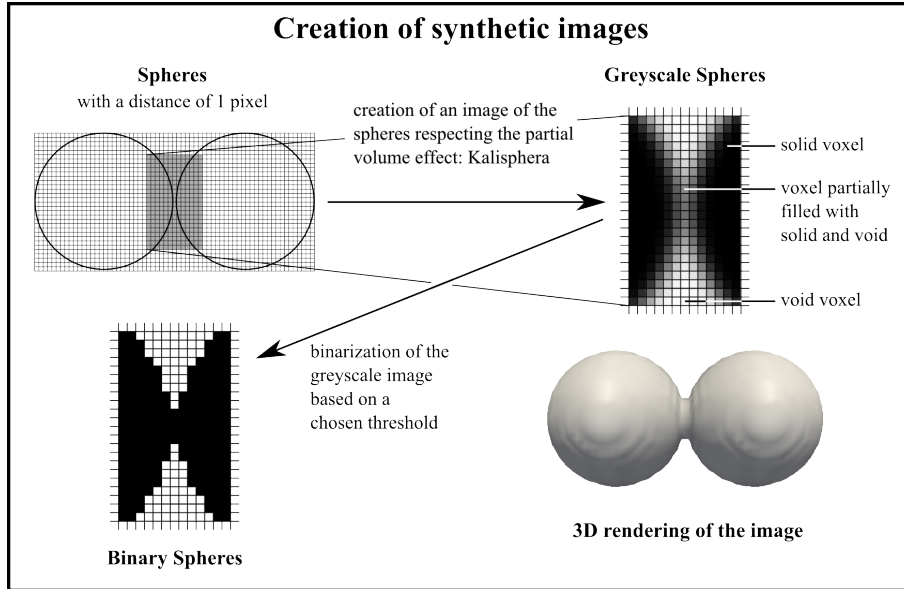 Creation of synthetic images
Spheres
with a distance of 1 pixel
creation of an image of the
spheres respecting the partial
volume effect: Kalisphera
Greyscale Spheres
solid voxel
voxel partially
filled with
solid and void
void voxel
binarization of the
greyscale image
based on a
chosen threshold
Binary Spheres
3D rendering of the image